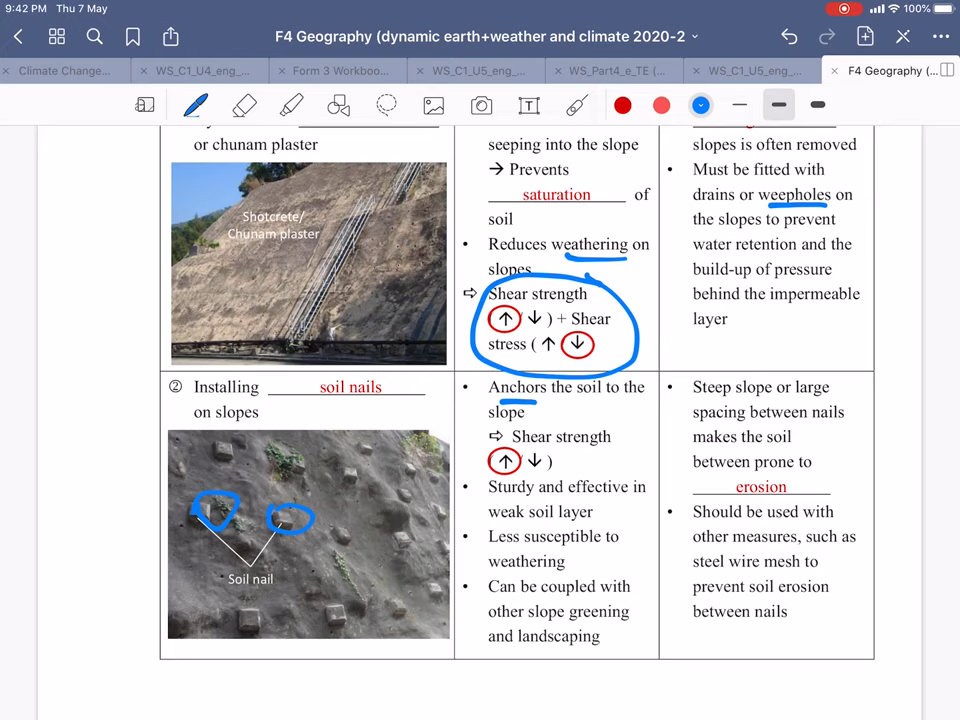 9:42 PM Thu 7 May
100%
F4 Geography (dynamic earth+weather and climate 2020-2
Climate Change...
WS_C1_U4_eng_...
Form 3 Workboo...
WS_C1_U5_eng_...
WS_Part4_e_TE (...
WS_C1_U5_eng_...
F4 Geography (...
T
or chunam plaster
Shotcrete/
Chunam plaster
seeping into the slope
→ Prevents
saturation of
soil
• Reduces weathering on
slopes
⇨ Shear strength
↑ / ↓ ) + Shear
stress ( ↑ ↓
slopes is often removed
• Must be fitted with
drains or weepholes on
the slopes to prevent
water retention and the
build-up of pressure
behind the impermeable
layer
② Installing soil nails
on slopes
Soil nail
• Anchors the soil to the
slope
⇨ Shear strength
↑ / ↓ )
• Sturdy and effective in
weak soil layer
• Less susceptible to
weathering
• Can be coupled with
other slope greening
and landscaping
• Steep slope or large
spacing between nails
makes the soil
between prone to
erosion
• Should be used with
other measures, such as
steel wire mesh to
prevent soil erosion
between nails